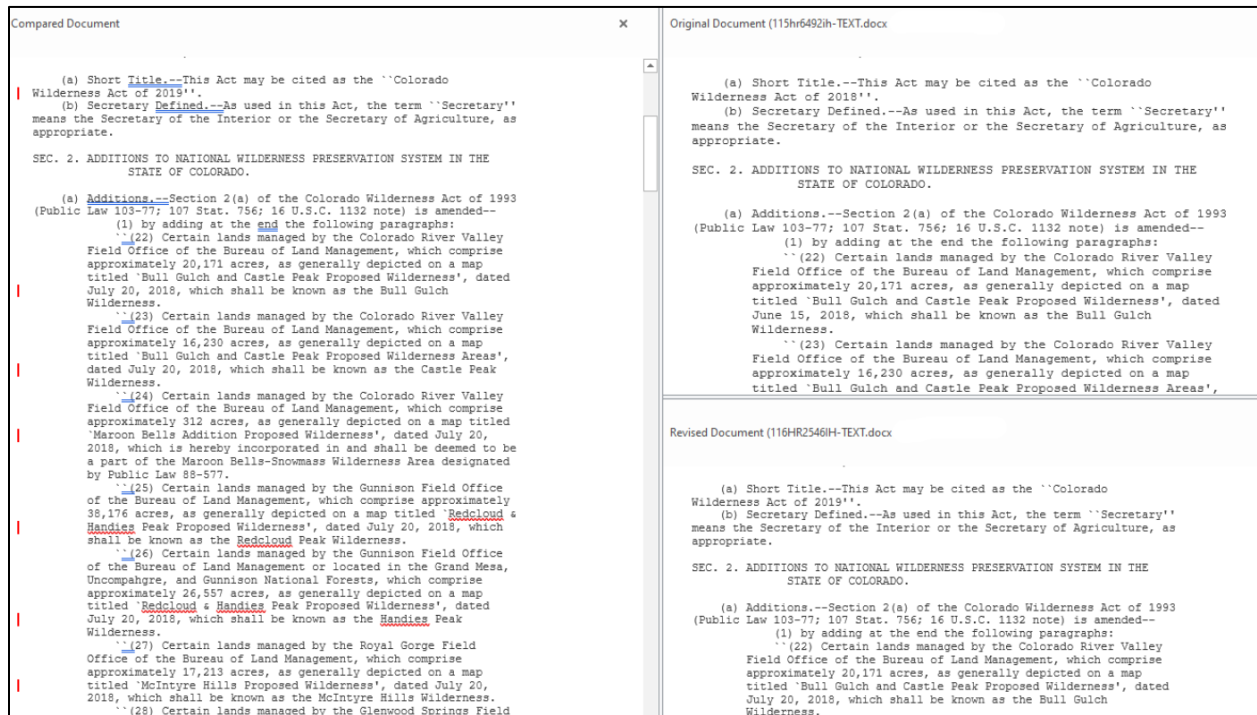 Compared Document
(a) Short Title.--This Act may be cited as the ``Colorado
Wilderness Act of 2019''.
(b) Secretary Defined.--As used in this Act, the term ``Secretary''
means the Secretary of the Interior or the Secretary of Agriculture, as
appropriate.
SEC. 2. ADDITIONS TO NATIONAL WILDERNESS PRESERVATION SYSTEM IN THE
STATE OF COLORADO.
(a) Additions.--Section 2(a) of the Colorado Wilderness Act of 1993
(Public Law 103-77; 107 Stat. 756; 16 U.S.C. 1132 note) is amended--
(1) by adding at the end the following paragraphs:
``(22) Certain lands managed by the Colorado River Valley
Field Office of the Bureau of Land Management, which comprise
approximately 20,171 acres, as generally depicted on a map
titled `Bull Gulch and Castle Peak Proposed Wilderness', dated
July 20, 2018, which shall be known as the Bull Gulch
Wilderness.
``(23) Certain lands managed by the Colorado River Valley
Field Office of the Bureau of Land Management, which comprise
approximately 16,230 acres, as generally depicted on a map
titled `Bull Gulch and Castle Peak Proposed Wilderness Areas',
dated July 20, 2018, which shall be known as the Castle Peak
Wilderness.
``(24) Certain lands managed by the Colorado River Valley
Field Office of the Bureau of Land Management, which comprise
approximately 312 acres, as generally depicted on a map titled
`Maroon Bells Addition Proposed Wilderness', dated July 20,
2018, which is hereby incorporated in and shall be deemed to be
a part of the Maroon Bells-Snowmass Wilderness Area designated
by Public Law 88-577.
``(25) Certain lands managed by the Gunnison Field Office
of the Bureau of Land Management, which comprise approximately
38,176 acres, as generally depicted on a map titled `Redcloud &
Handies Peak Proposed Wilderness', dated July 20, 2018, which
shall be known as the Redcloud Peak Wilderness.
``(26) Certain lands managed by the Gunnison Field Office
of the Bureau of Land Management or located in the Grand Mesa,
Uncompahgre, and Gunnison National Forests, which comprise
approximately 26,557 acres, as generally depicted on a map
titled `Redcloud & Handies Peak Proposed Wilderness', dated
July 20, 2018, which shall be known as the Handies Peak
Wilderness.
``(27) Certain lands managed by the Royal Gorge Field
Office of the Bureau of Land Management, which comprise
approximately 17,213 acres, as generally depicted on a map
titled `McIntyre Hills Proposed Wilderness', dated July 20,
2018, which shall be known as the McIntyre Hills Wilderness.
``(28) Certain lands managed by the Glenwood Springs Field
Original Document (115hr6492ih-TEXT.docx
(a) Short Title.--This Act may be cited as the ``Colorado
Wilderness Act of 2018''.
(b) Secretary Defined.--As used in this Act, the term ``Secretary''
means the Secretary of the Interior or the Secretary of Agriculture, as
appropriate.
SEC. 2. ADDITIONS TO NATIONAL WILDERNESS PRESERVATION SYSTEM IN THE
STATE OF COLORADO.
(a) Additions.--Section 2(a) of the Colorado Wilderness Act of 1993
(Public Law 103-77; 107 Stat. 756; 16 U.S.C. 1132 note) is amended--
(1) by adding at the end the following paragraphs:
``(22) Certain lands managed by the Colorado River Valley
Field Office of the Bureau of Land Management, which comprise
approximately 20,171 acres, as generally depicted on a map
titled `Bull Gulch and Castle Peak Proposed Wilderness', dated
June 15, 2018, which shall be known as the Bull Gulch
Wilderness.
``(23) Certain lands managed by the Colorado River Valley
Field Office of the Bureau of Land Management, which comprise
approximately 16,230 acres, as generally depicted on a map
titled `Bull Gulch and Castle Peak Proposed Wilderness Areas',
Revised Document (116HR2546IH-TEXT.docx
(a) Short Title.--This Act may be cited as the ``Colorado
Wilderness Act of 2019''.
(b) Secretary Defined.--As used in this Act, the term ``Secretary''
means the Secretary of the Interior or the Secretary of Agriculture, as
appropriate.
SEC. 2. ADDITIONS TO NATIONAL WILDERNESS PRESERVATION SYSTEM IN THE
STATE OF COLORADO.
(a) Additions.--Section 2(a) of the Colorado Wilderness Act of 1993
(Public Law 103-77; 107 Stat. 756; 16 U.S.C. 1132 note) is amended--
(1) by adding at the end the following paragraphs:
``(22) Certain lands managed by the Colorado River Valley
Field Office of the Bureau of Land Management, which comprise
approximately 20,171 acres, as generally depicted on a map
titled `Bull Gulch and Castle Peak Proposed Wilderness', dated
July 20, 2018, which shall be known as the Bull Gulch
Wilderness.